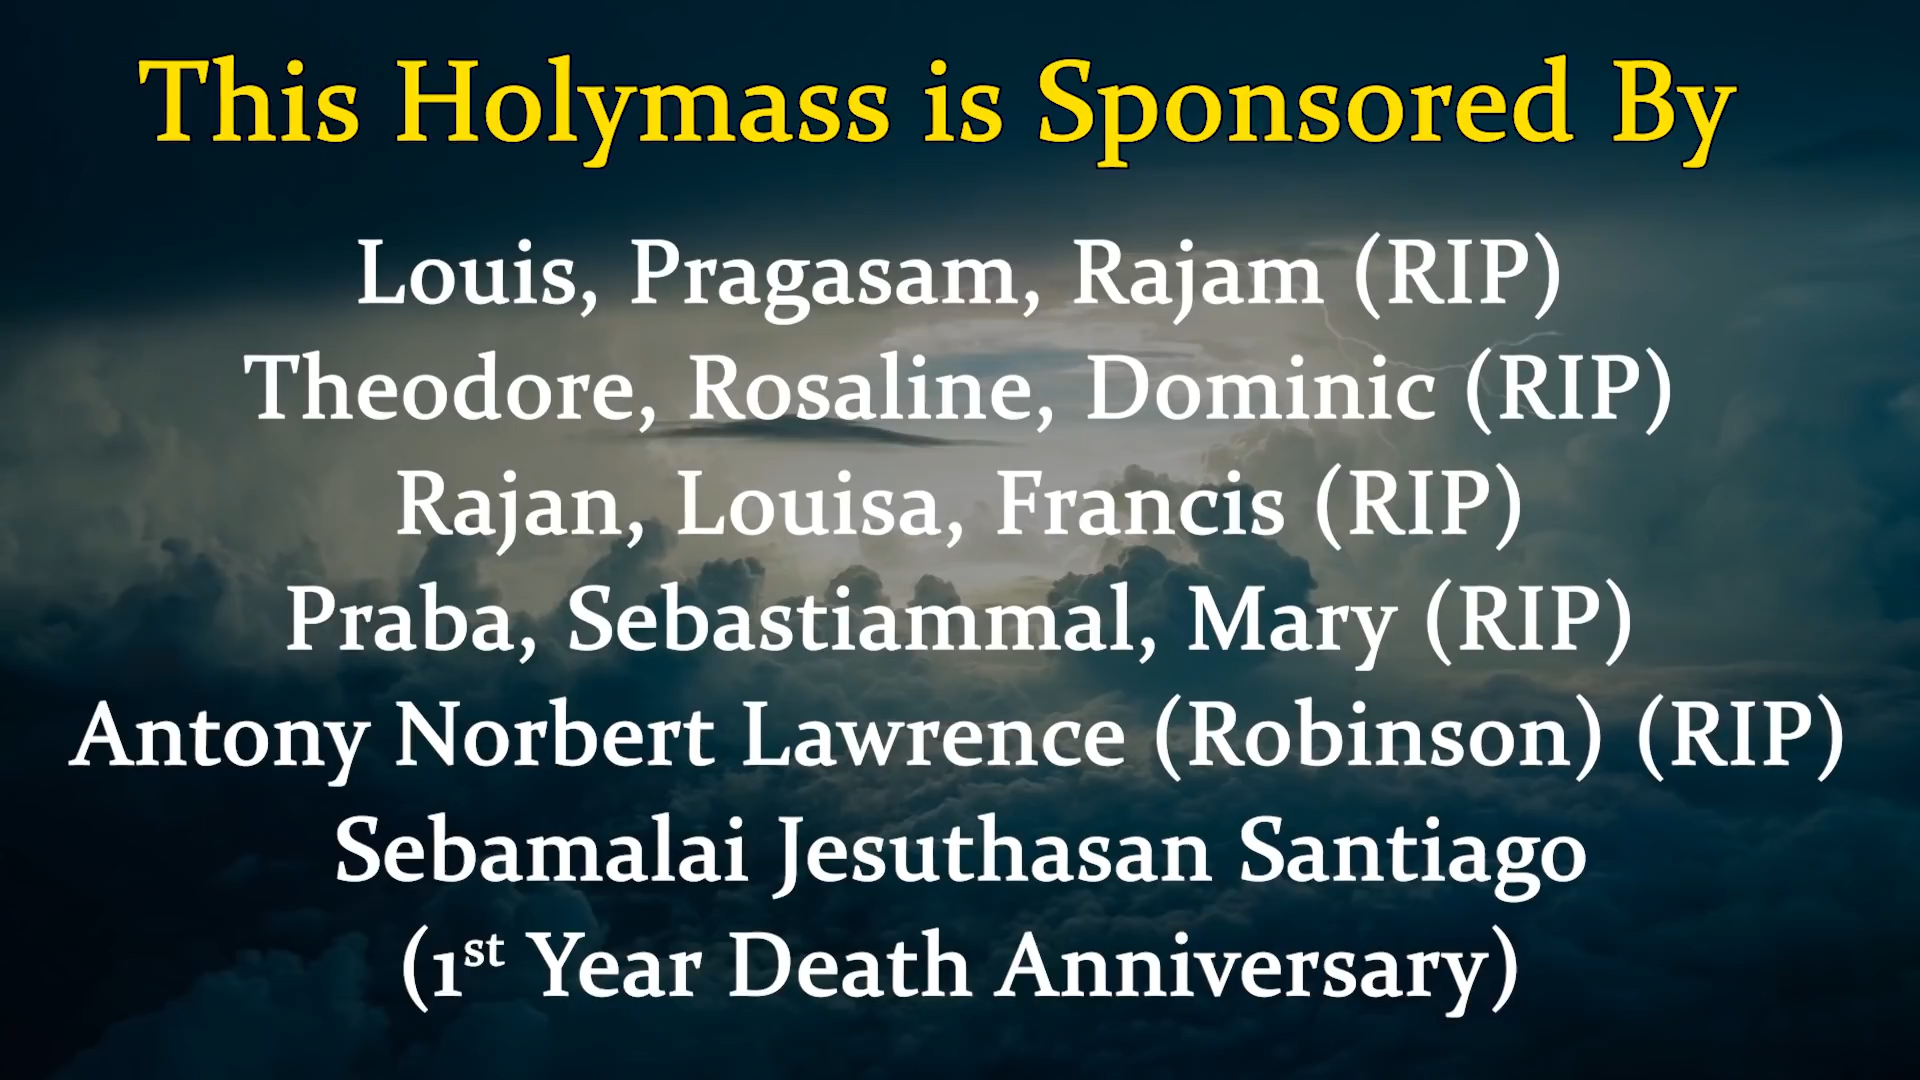 This Holymass is Sponsored By
Louis, Pragasam, Rajam (RIP)
Theodore, Rosaline, Dominic (RIP)
Rajan, Louisa, Francis (RIP)
Praba, Sebastiammal, Mary (RIP)
Antony Norbert Lawrence (Robinson) (RIP)
Sebamalai Jesuthasan Santiago
(1st Year Death Anniversary)